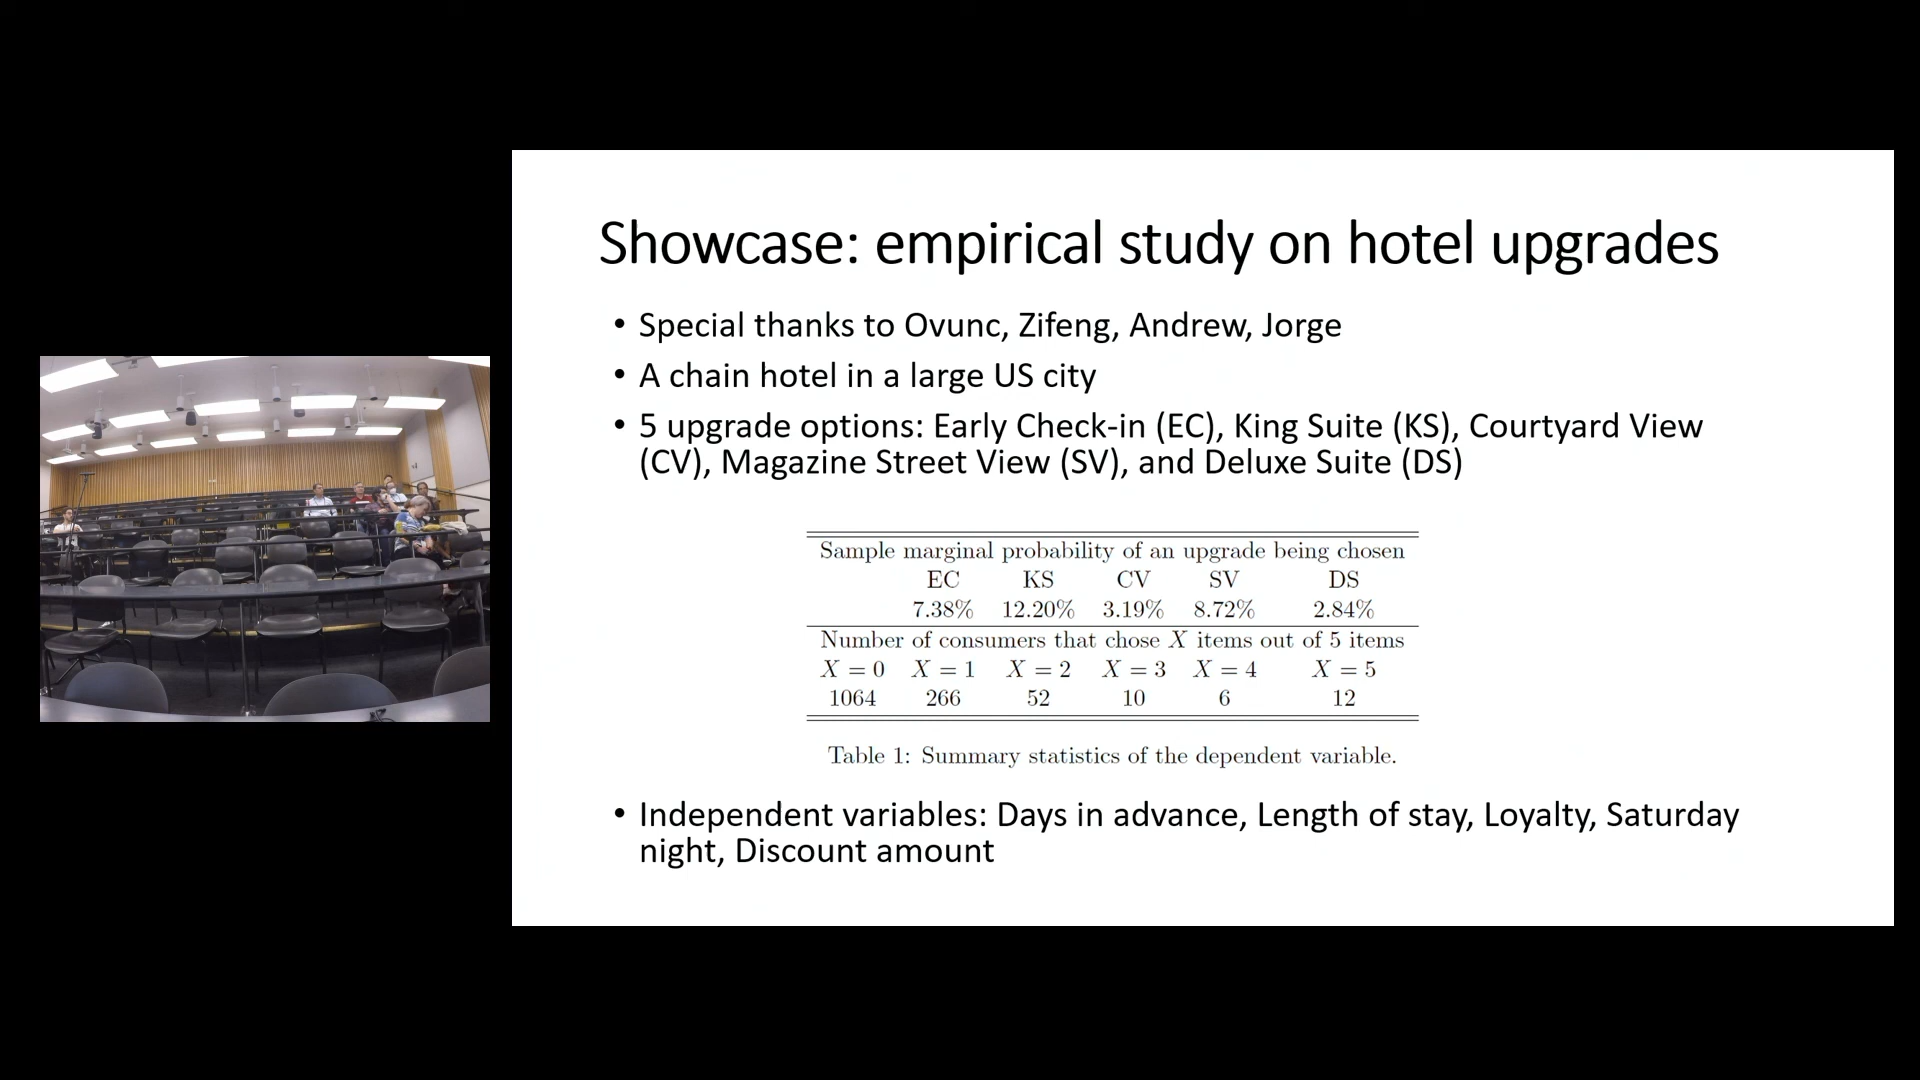 Showcase: empirical study on hotel upgrades
• Special thanks to Ovunc, Zifeng, Andrew, Jorge
• A chain hotel in a large US city
• 5 upgrade options: Early Check-in (EC), King Suite (KS), Courtyard View
(CV), Magazine Street View (SV), and Deluxe Suite (DS)
Sample marginal probability of an upgrade being chosen
EC KS CV SV DS
7.38% 12.20% 3.19% 8.72% 2.84%
Number of consumers that chose X items out of 5 items
X = 0 X = 1 X = 2 X = 3 X = 4 X = 5
1064 266 52 10 6 12
Table 1: Summary statistics of the dependent variable.
• Independent variables: Days in advance, Length of stay, Loyalty, Saturday
night, Discount amount